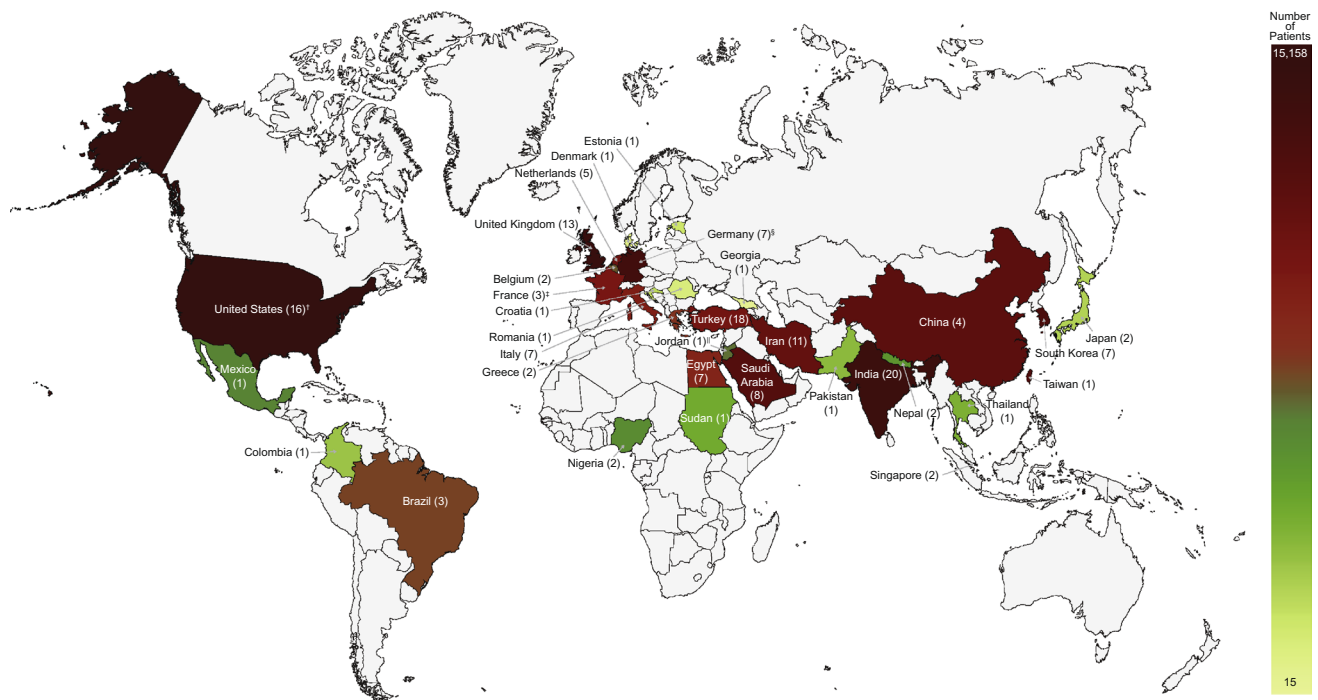 Number
of
Patients
15,158
Estonia (1)
Denmark (1)
Netherlands (5)
United Kingdom (13)
Germany (7)§
Georgia
(1)
Belgium (2)
France (3)‡
Croatia (1)
United States (16)†
Turkey (18)
China (4)
Romania (1)
Jordan (1)||
Iran (11)
Japan (2)
Italy (7)
South Korea (7)
Greece (2)
Egypt
(7)
Saudi
Arabia
(8)
India (20)
Mexico
(1)
Taiwan (1)
Pakistan
(1)
Nepal (2)
Thailand
(1)
Sudan (1)
Colombia (1)
Nigeria (2)
Singapore (2)
Brazil (3)
15